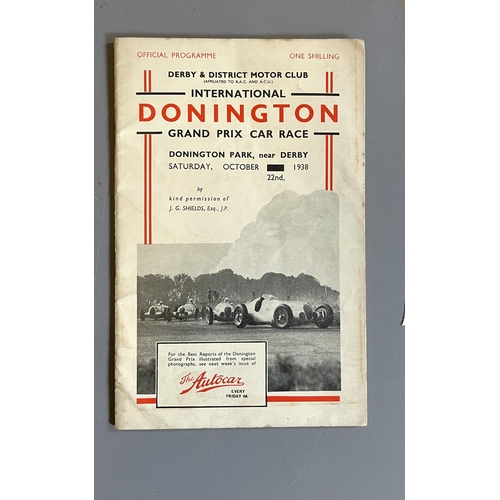 OFFICIAL PROGRAMME ONE SHILLING
DERBY & DISTRICT MOTOR CLUB
(AFFILIATED TO R.A.C. AND A.C.U.)
INTERNATIONAL
DONINGTON
GRAND PRIX CAR RACE
DONINGTON PARK, near DERBY
SATURDAY, OCTOBER 1938
22nd,
by
kind permission of
J. G. SHIELDS, Esq., J.P.
For the Best Reports of the Donington
Grand Prix illustrated from special
photographs, see next week's issue of
The Autocar
EVERY
FRIDAY 4d.